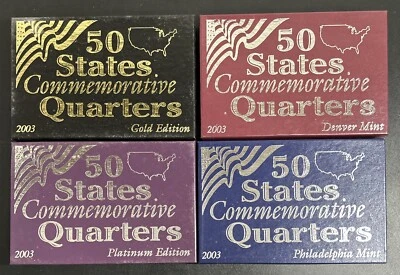 50
States
Commemorative
Quarters
2003
Gold Edition
50
States
Commemorative
Quarters
2003
Denver Mint
50
States
Commemorative
Quarters
2003
Platinum Edition
50
States
Commemorative
Quarters
2003
Philadelphia Mint